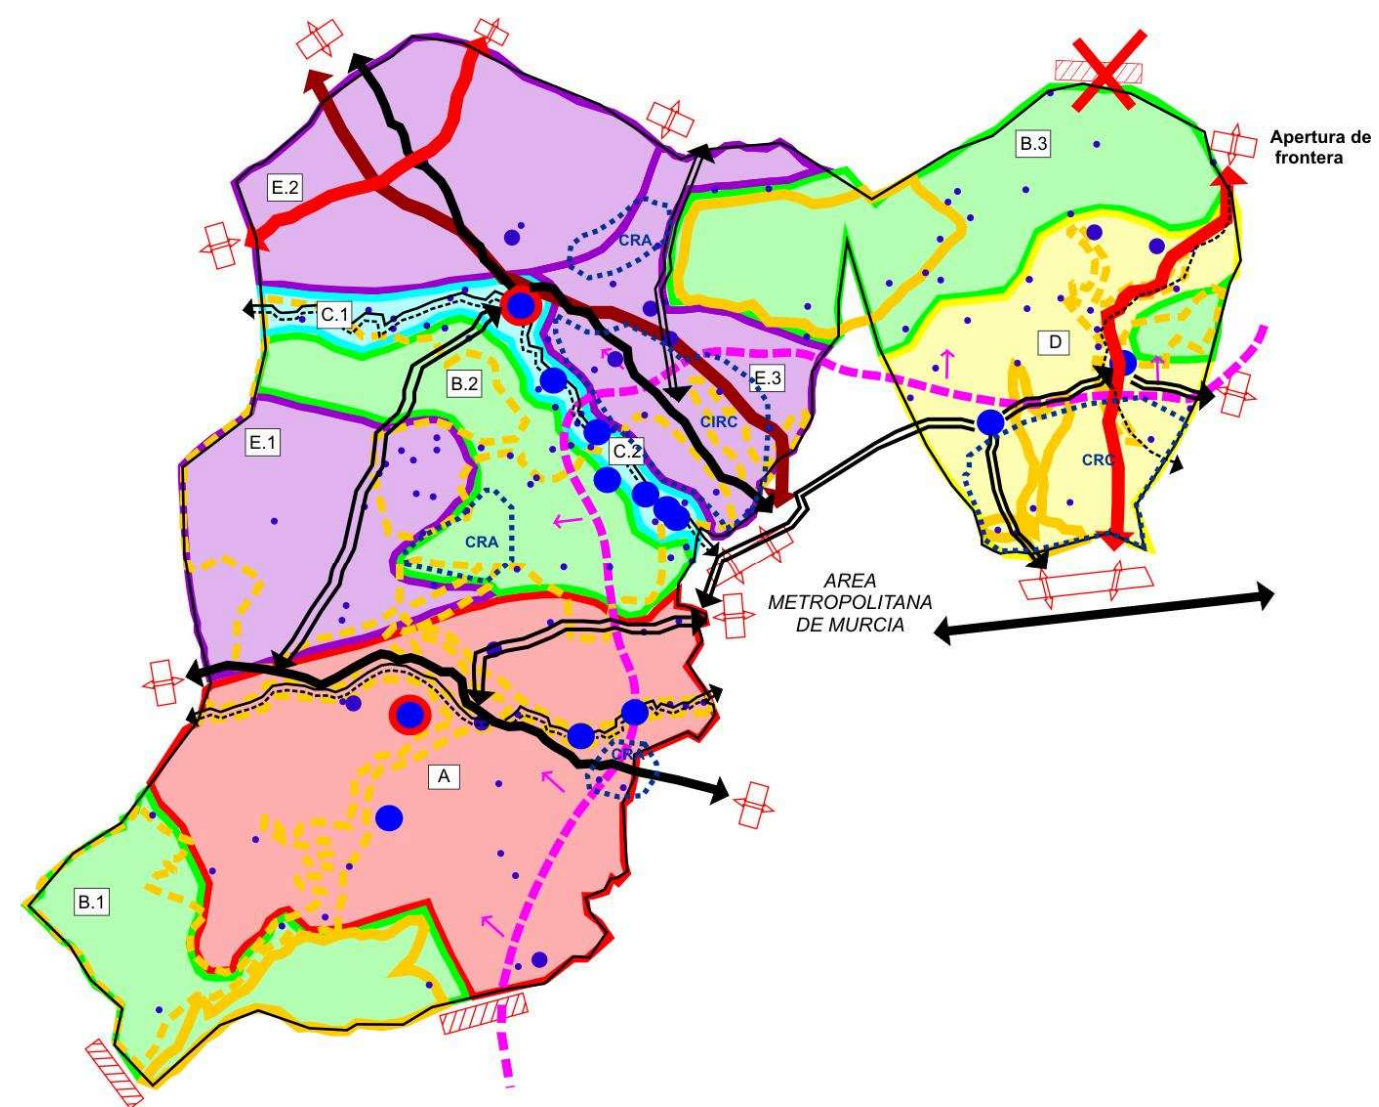 B.3
Apertura de
frontera
E.2
CRA
C.1
D
B.2
E.3
CIRC
E.1
C.2
CRC
CRA
AREA
METROPOLITANA
DE MURCIA
CRA
A
B.1